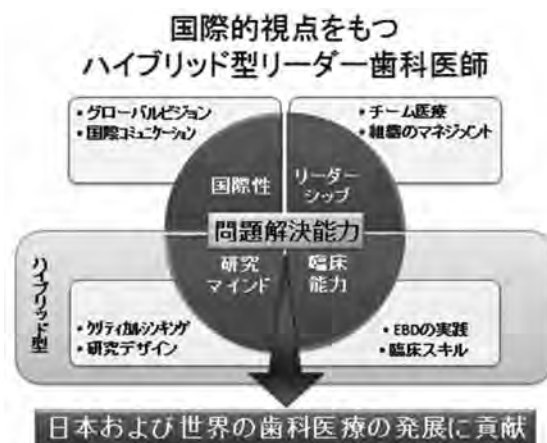 国際的視点をもつ
ハイブリッド型リーダー歯科医師
• グローバルビジョン
• 国際コミュニケーション
• チーム医療
• 組織のマネジメント
国際性
リーダー
シップ
問題解決能力
研究
マインド
臨床
能力
ハイブリッド型
• クリティカルシンキング
• 研究デザイン
• EBDの実践
• 臨床スキル
日本および世界の歯科医療の発展に貢献